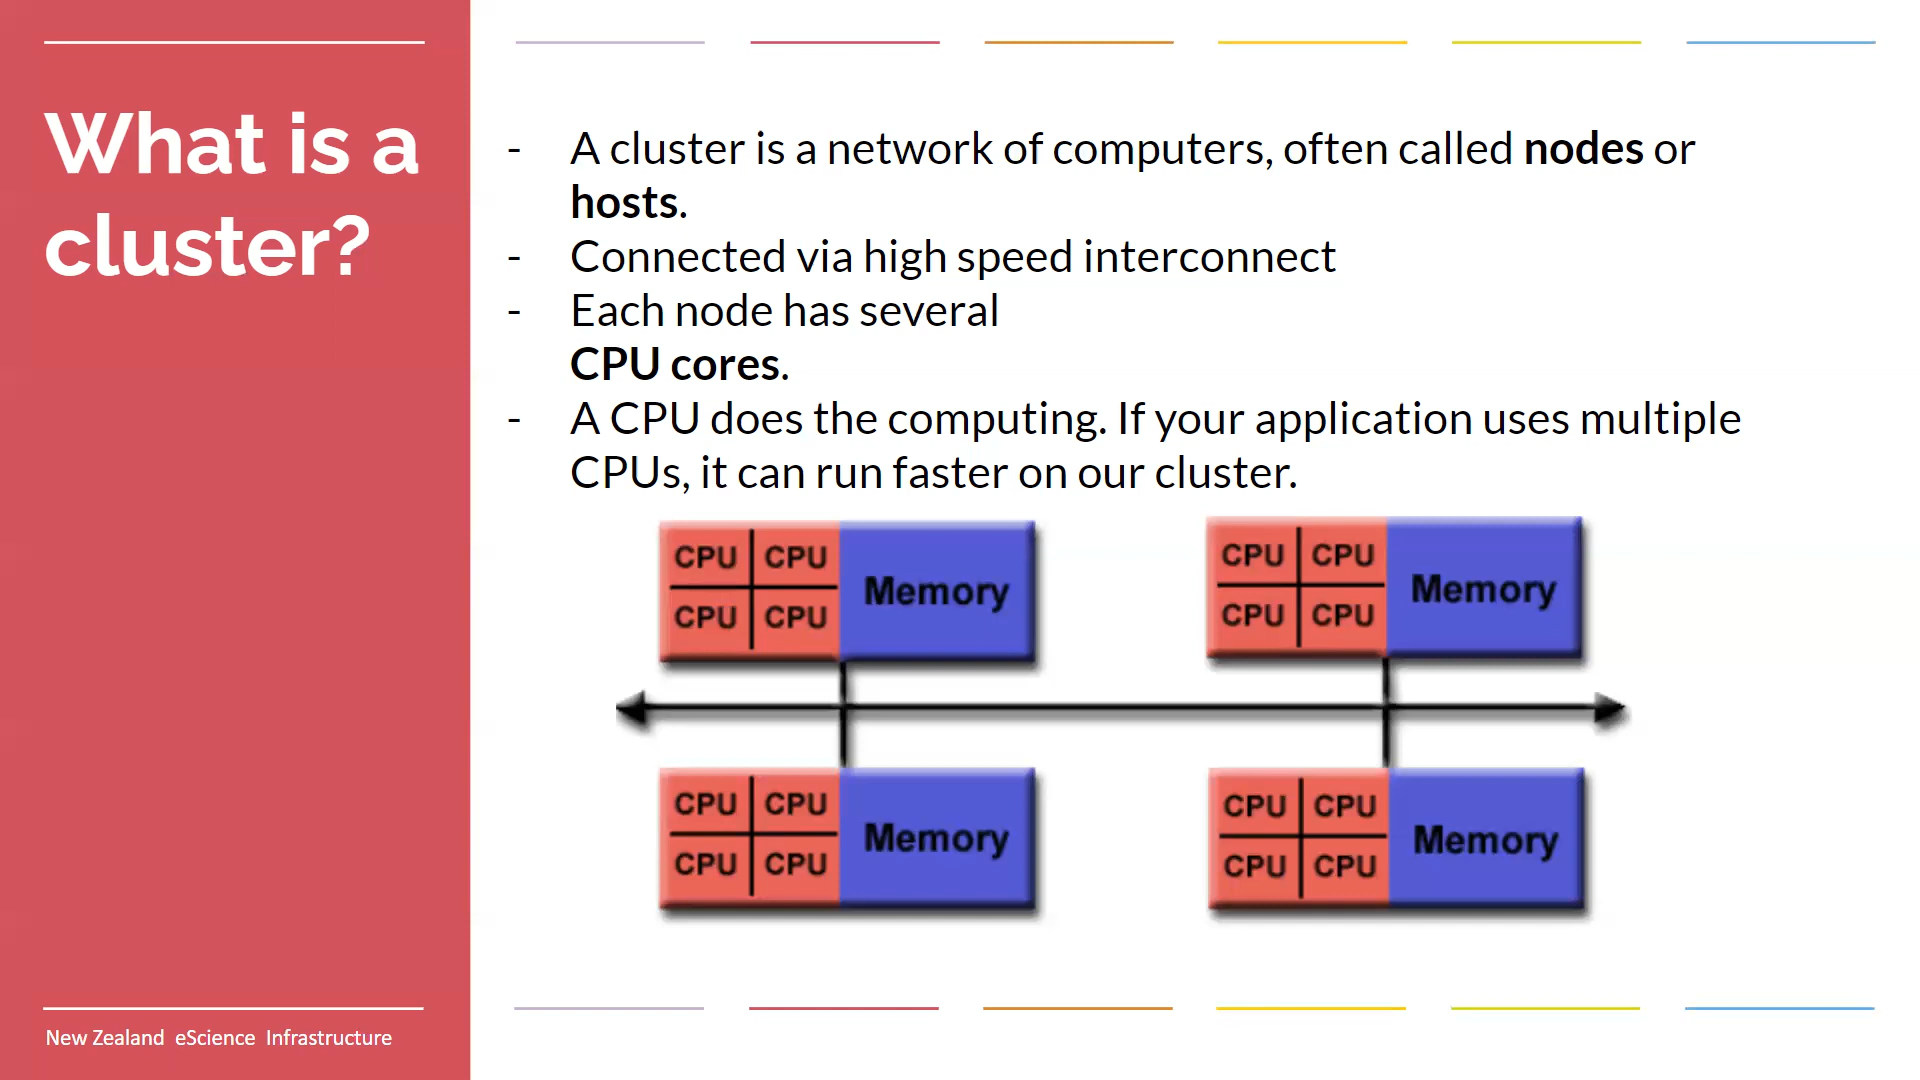 What is a
cluster?
- A cluster is a network of computers, often called nodes or
hosts.
- Connected via high speed interconnect
- Each node has several
CPU cores.
- A CPU does the computing. If your application uses multiple
CPUs, it can run faster on our cluster.
CPU CPU
CPU CPU
Memory
CPU CPU
CPU CPU
Memory
CPU CPU
CPU CPU
Memory
CPU CPU
CPU CPU
Memory
New Zealand eScience Infrastructure